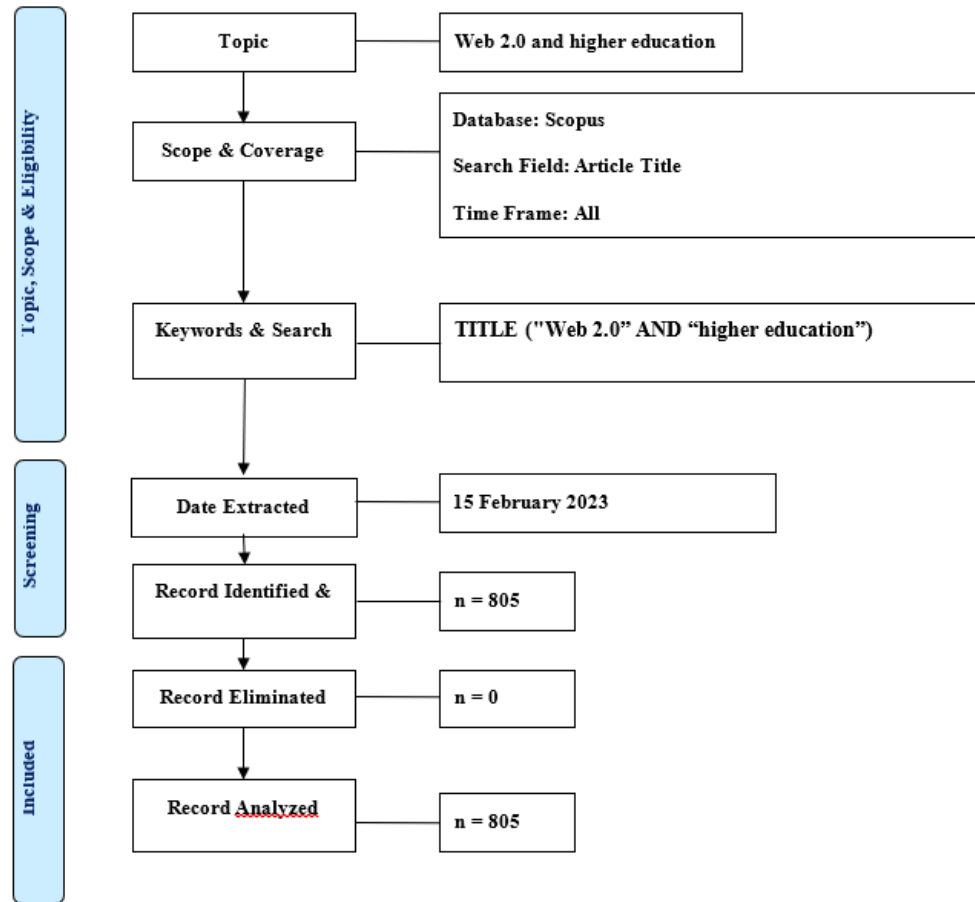 Topic, Scope & Eligibility
Topic
Web 2.0 and higher education
Scope & Coverage
Database: Scopus
Search Field: Article Title
Time Frame: All
Keywords & Search
TITLE ("Web 2.0” AND “higher education”)
Screening
Date Extracted
15 February 2023
Record Identified &
n = 805
Included
Record Eliminated
n = 0
Record Analyzed
n = 805